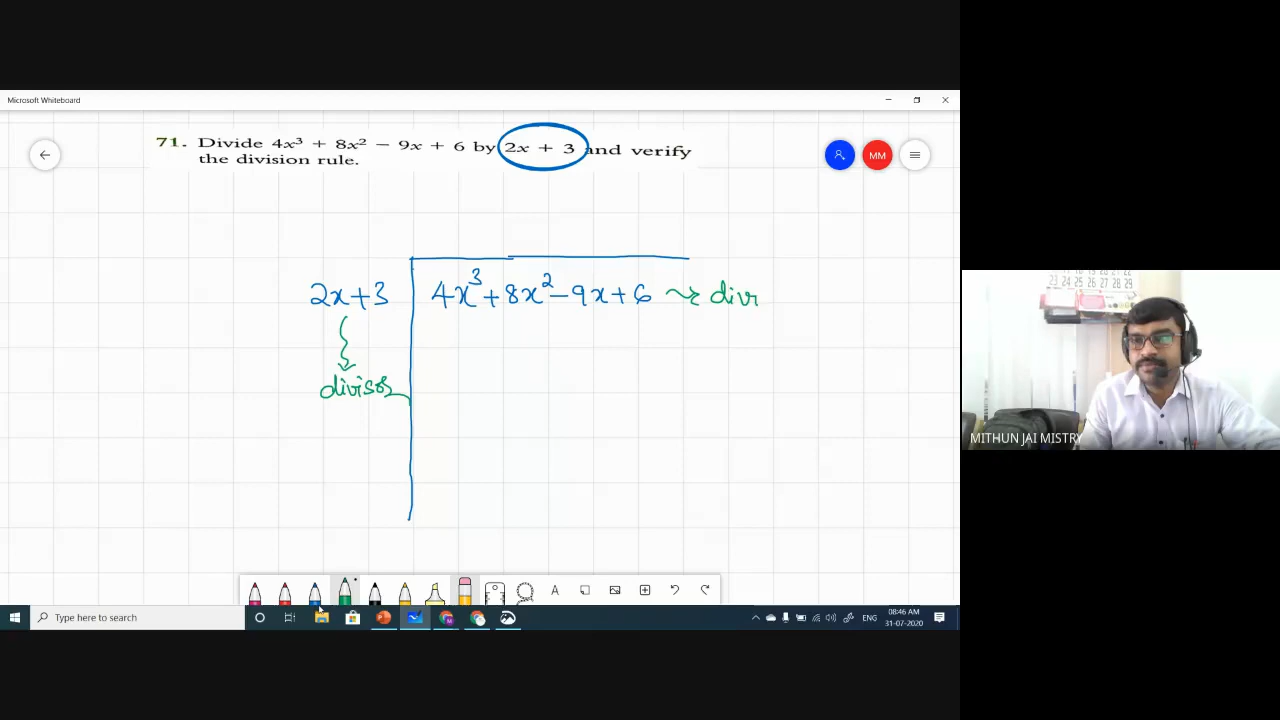 Microsoft Whiteboard
71. Divide 4x³ + 8x² − 9x + 6 by 2x + 3 and verify
the division rule.
MM
2x+3
4x³+8x²−9x+6
divi
divisor
MITHUN JAI MISTRY
A
Type here to search
ENG
08:46 AM
31-07-2020